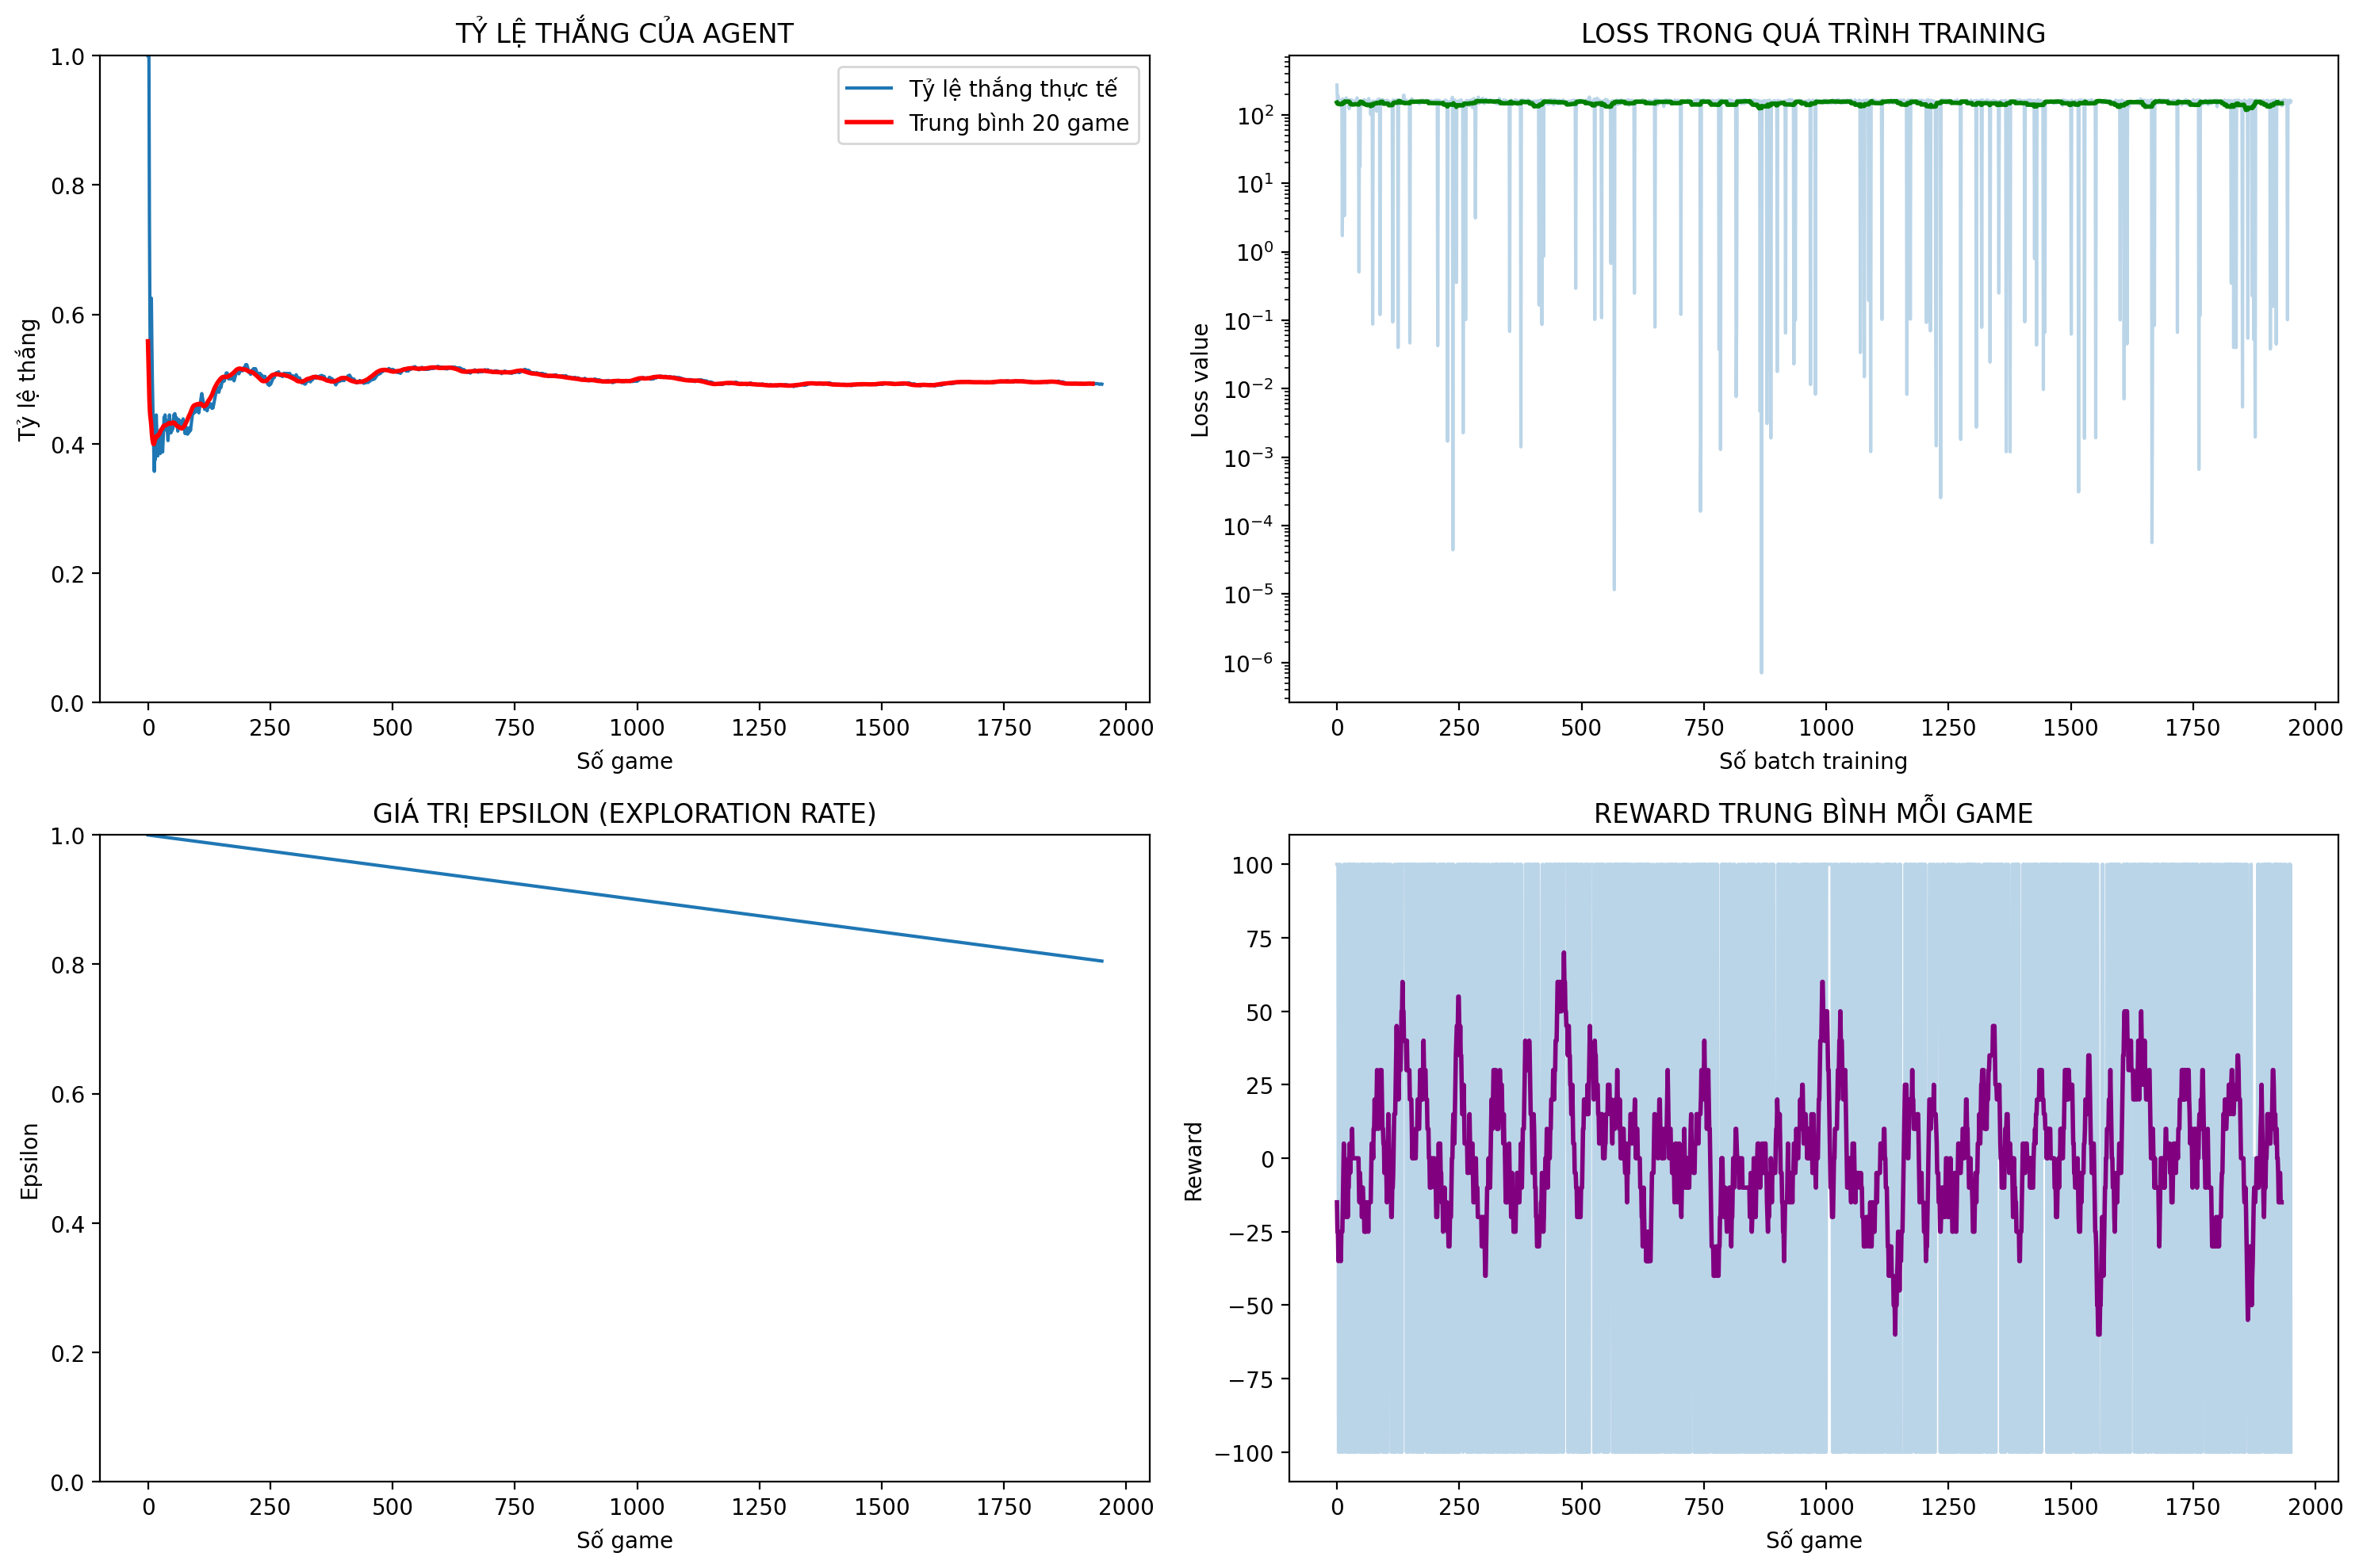 TỶ LỆ THẮNG CỦA AGENT
1.0
0.8
0.6
0.4
0.2
0.0
Tỷ lệ thắng
Tỷ lệ thắng thực tế
Trung bình 20 game
0 250 500 750 1000 1250 1500 1750 2000
Số game
LOSS TRONG QUÁ TRÌNH TRAINING
10²
10¹
10⁰
10⁻¹
10⁻²
10⁻³
10⁻⁴
10⁻⁵
10⁻⁶
Loss value
0 250 500 750 1000 1250 1500 1750 2000
Số batch training
GIÁ TRỊ EPSILON (EXPLORATION RATE)
1.0
0.8
0.6
0.4
0.2
0.0
Epsilon
0 250 500 750 1000 1250 1500 1750 2000
Số game
REWARD TRUNG BÌNH MỖI GAME
100
75
50
25
0
−25
−50
−75
−100
Reward
0 250 500 750 1000 1250 1500 1750 2000
Số game